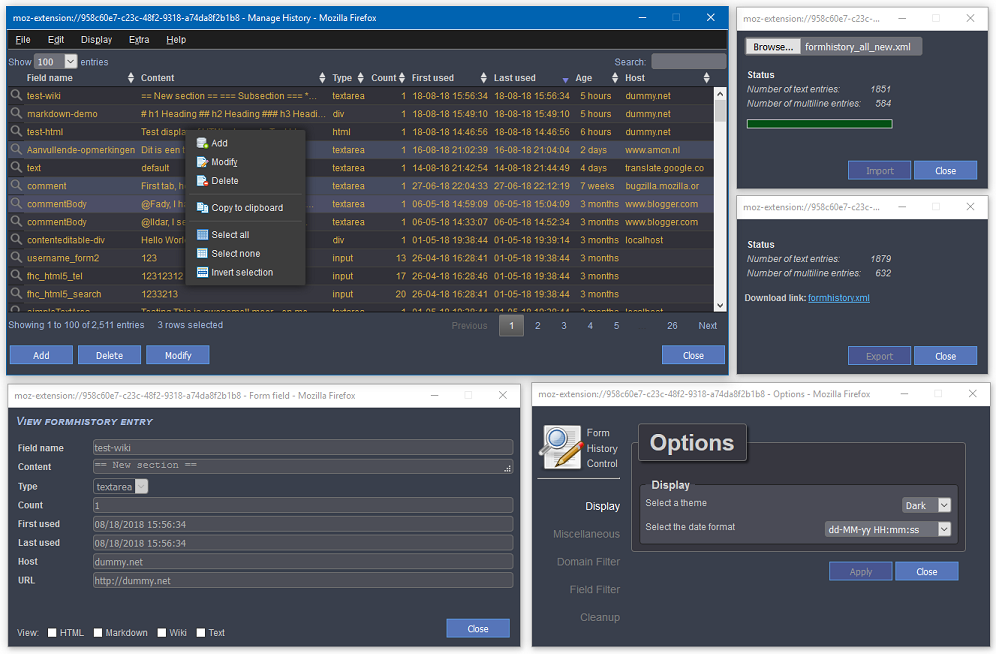 moz-extension://958c60e7-c23c-48f2-9318-a74da8f2b1b8 - Manage History - Mozilla Firefox
File Edit Display Extra Help
Show 100 entries Search:
Field name Content Type Count First used Last used Age Host
test-wiki == New section == === Subsection === *... textarea 1 18-08-18 15:56:34 18-08-18 15:56:34 5 hours dummy.net
markdown-demo # h1 Heading ## h2 Heading ### h3 Headi... div 1 18-08-18 15:49:10 18-08-18 15:49:10 5 hours dummy.net
test-html Test displa html 1 18-08-18 14:46:56 18-08-18 14:46:56 6 hours dummy.net
Aanvullende-opmerkingen Dit is een textarea 1 16-08-18 21:02:39 16-08-18 21:04:04 2 days www.amcn.nl
text default textarea 1 14-08-18 21:42:54 14-08-18 21:44:49 4 days translate.google.co
comment First tab, textarea 1 27-06-18 22:04:33 27-06-18 22:12:19 7 weeks bugzilla.mozilla.or
commentBody @Fady, I textarea 1 06-05-18 14:59:09 06-05-18 15:04:09 3 months www.blogger.com
commentBody @Ildar, I textarea 1 06-05-18 14:33:07 06-05-18 14:52:34 3 months www.blogger.com
contenteditable-div Hello Worl div 1 01-05-18 19:38:44 01-05-18 19:39:14 3 months localhost
username_form2 123 input 13 26-04-18 16:28:41 01-05-18 19:38:44 3 months
fhc_html5_tel 12312312 input 17 26-04-18 16:28:46 01-05-18 19:38:44 3 months
fhc_html5_search 1233213 input 20 26-04-18 16:28:41 01-05-18 19:38:44 3 months
Add
Modify
Delete
Copy to clipboard
Select all
Select none
Invert selection
Showing 1 to 100 of 2,511 entries 3 rows selected Previous 1 2 3 4 5 26 Next
Add Delete Modify Close
moz-extension://958c60e7-c23c-...
Browse... formhistory_all_new.xml
Status
Number of text entries: 1851
Number of multiline entries: 584
Import Close
moz-extension://958c60e7-c23c-...
Status
Number of text entries: 1879
Number of multiline entries: 632
Download link: formhistory.xml
Export Close
moz-extension://958c60e7-c23c-48f2-9318-a74da8f2b1b8 - Form field - Mozilla Firefox
View formhistory entry
Field name test-wiki
Content == New section ==
Type textarea
Count 1
First used 08/18/2018 15:56:34
Last used 08/18/2018 15:56:34
Host dummy.net
URL http://dummy.net
View: HTML Markdown Wiki Text
Close
moz-extension://958c60e7-c23c-48f2-9318-a74da8f2b1b8 - Options - Mozilla Firefox
Form
History
Control
Display
Miscellaneous
Domain Filter
Field Filter
Cleanup
Options
Display
Select a theme Dark
Select the date format dd-MM-yy HH:mm:ss
Apply Close